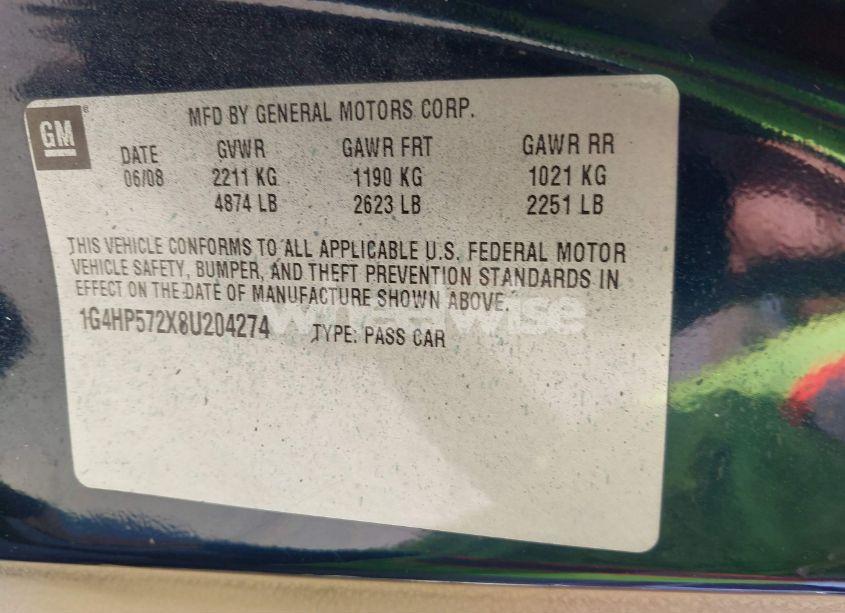 GM
MFD BY GENERAL MOTORS CORP.
DATE GVWR GAWR FRT GAWR RR
06/08 2211 KG 1190 KG 1021 KG
4874 LB 2623 LB 2251 LB
THIS VEHICLE CONFORMS TO ALL APPLICABLE U.S. FEDERAL MOTOR
VEHICLE SAFETY, BUMPER, AND THEFT PREVENTION STANDARDS IN
EFFECT ON THE DATE OF MANUFACTURE SHOWN ABOVE.
1G4HP572X8U204274 TYPE: PASS CAR